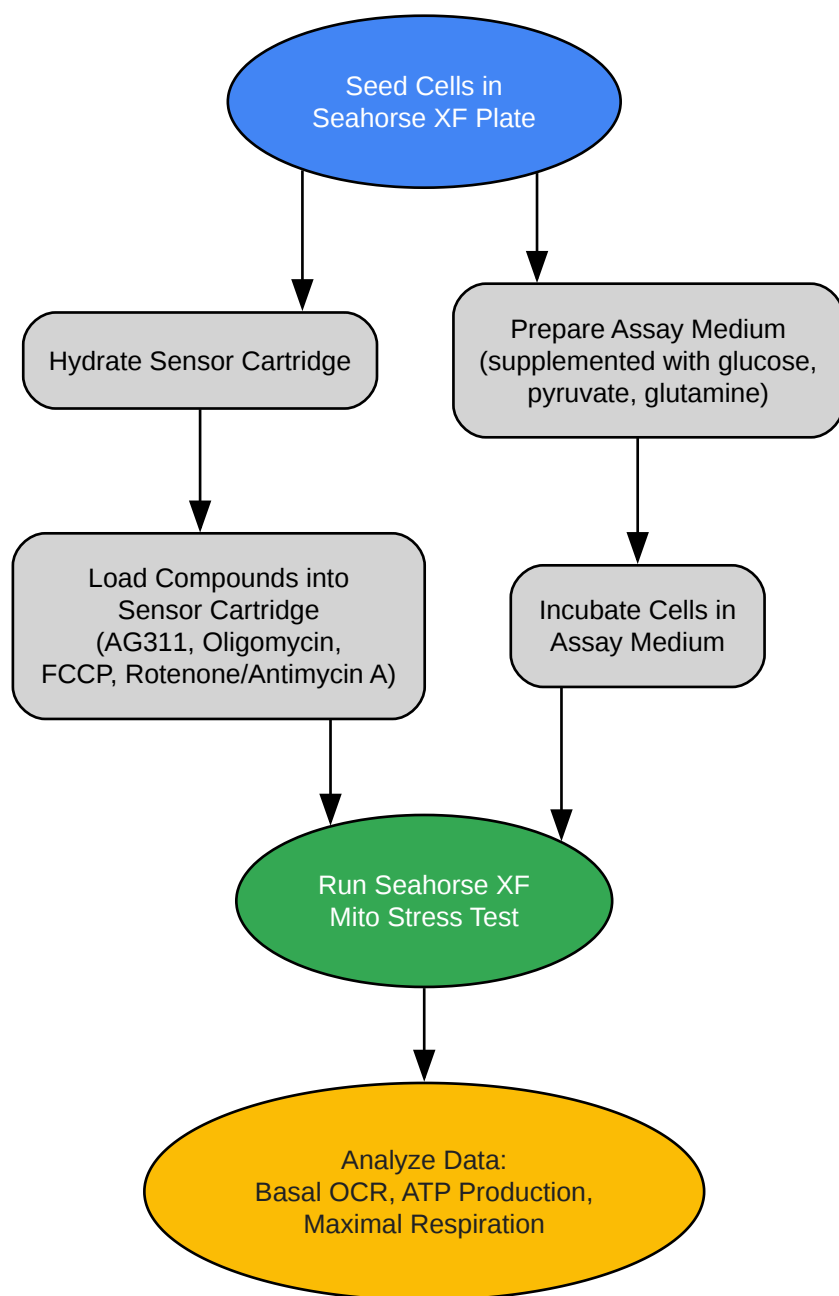 Seed Cells in
Seahorse XF Plate
Hydrate Sensor Cartridge
Prepare Assay Medium
(supplemented with glucose,
pyruvate, glutamine)
Load Compounds into
Sensor Cartridge
(AG311, Oligomycin,
FCCP, Rotenone/Antimycin A)
Incubate Cells in
Assay Medium
Run Seahorse XF
Mito Stress Test
Analyze Data:
Basal OCR, ATP Production,
Maximal Respiration